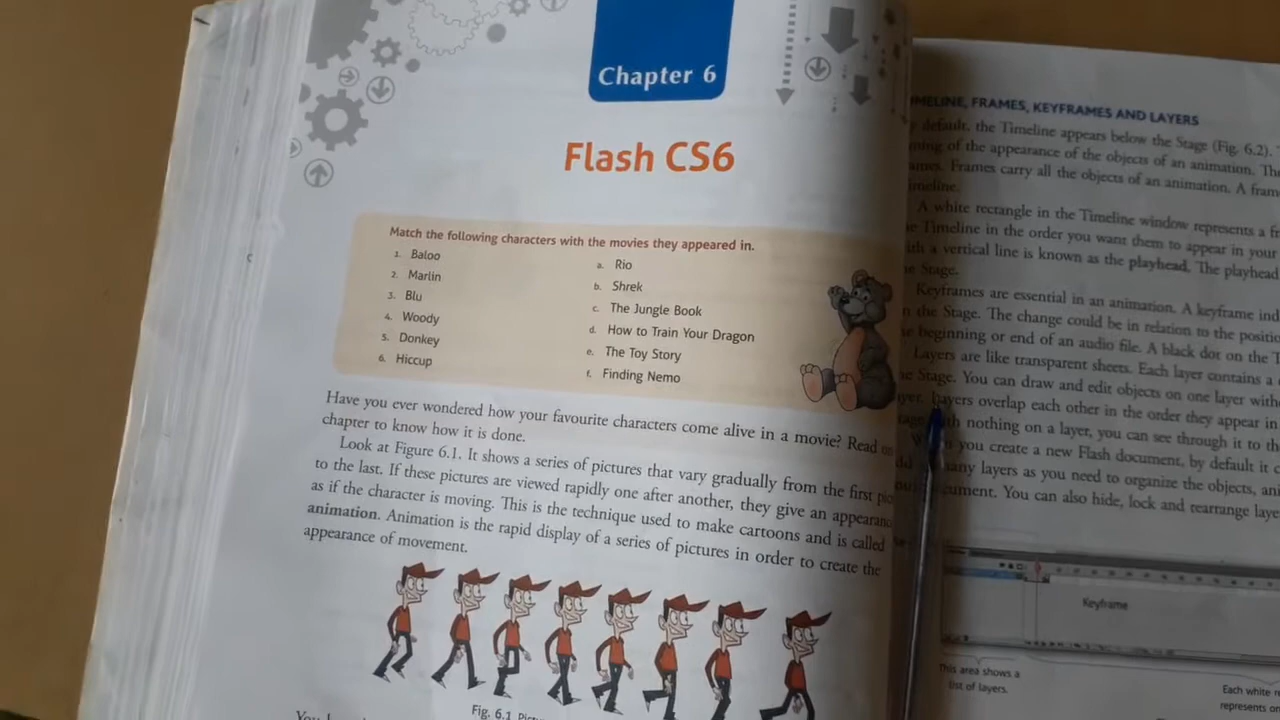 Chapter 6
Flash CS6
Match the following characters with the movies they appeared in.
1. Baloo
2. Marlin
3. Blu
4. Woody
5. Donkey
6. Hiccup
a. Rio
b. Shrek
c. The Jungle Book
d. How to Train Your Dragon
e. The Toy Story
f. Finding Nemo
Have you ever wondered how your favourite characters come alive in a movie? Read on
chapter to know how it is done.
Look at Figure 6.1. It shows a series of pictures that vary gradually from the first
to the last. If these pictures are viewed rapidly one after another, they give an
as if the character is moving. This is the technique used to make cartoons and is called
animation. Animation is the rapid display of a series of pictures in order to create the
appearance of movement.
Fig. 6.1
FRAMES, KEYFRAMES AND LAYERS
default, the Timeline appears below the Stage (Fig. 6.2).
of the appearance of the objects of an animation.
Frames carry all the objects of an animation. A
A white rectangle in the Timeline window represents a
Timeline in the order you want them to appear in your
a vertical line is known as the playhead. The playhead
Stage.
Keyframes are essential in an animation. A keyframe
the Stage. The change could be in relation to the
beginning or end of an audio file. A black dot on the
Layers are like transparent sheets. Each layer contains a
Stage. You can draw and edit objects on one layer
overlap each other in the order they appear in
nothing on a layer, you can see through it to
you create a new Flash document, by default it
many layers as you need to organize the objects,
You can also hide, lock and rearrange
Keyframe
This area shows a
list of layers.
Each white
represents